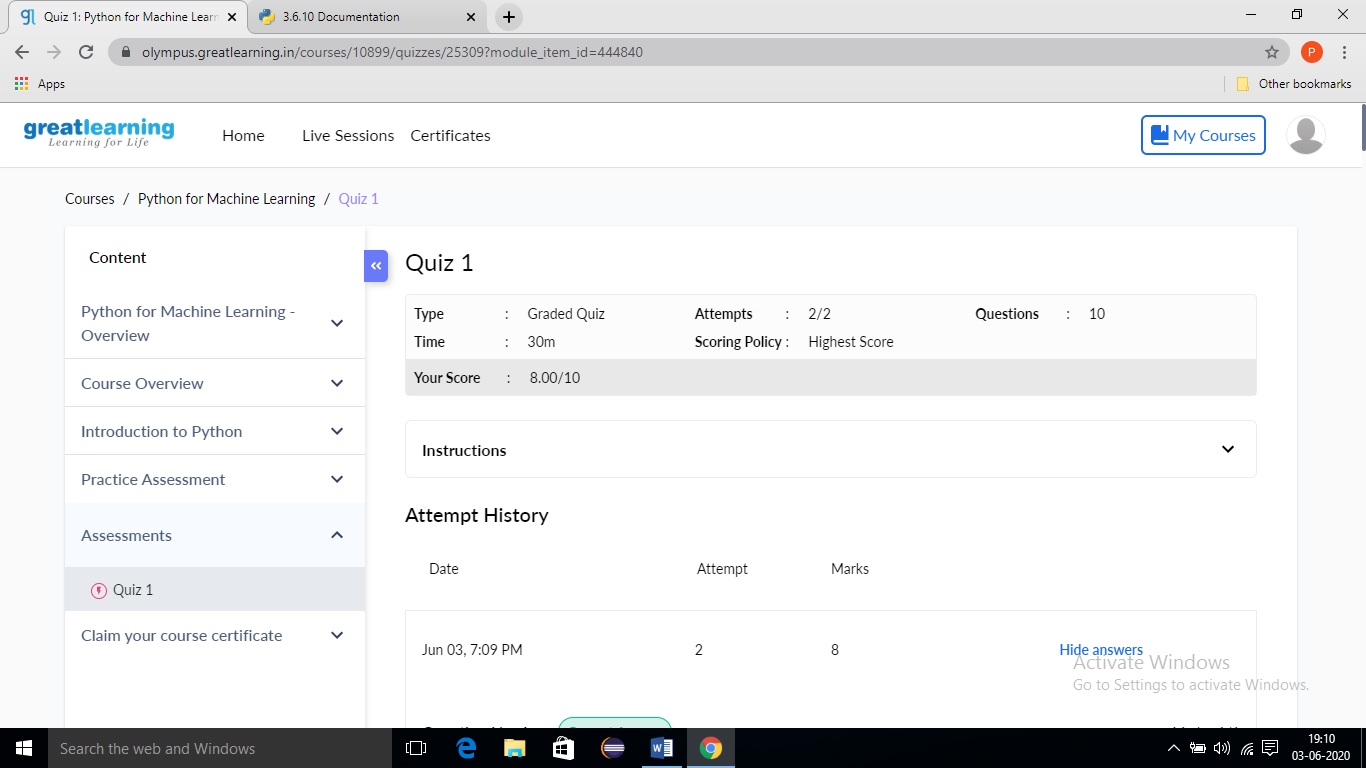 Quiz 1: Python for Machine Learn
3.6.10 Documentation
olympus.greatlearning.in/courses/10899/quizzes/25309?module_item_id=444840
P
Apps
Other bookmarks
greatlearning
Learning for Life
Home Live Sessions Certificates
My Courses
Courses / Python for Machine Learning / Quiz 1
Content
Python for Machine Learning -
Overview
Course Overview
Introduction to Python
Practice Assessment
Assessments
Quiz 1
Claim your course certificate
Quiz 1
Type : Graded Quiz Attempts : 2/2 Questions : 10
Time : 30m Scoring Policy : Highest Score
Your Score : 8.00/10
Instructions
Attempt History
Date Attempt Marks
Jun 03, 7:09 PM 2 8 Hide answers
Activate Windows
Go to Settings to activate Windows.
Search the web and Windows
19:10
03-06-2020